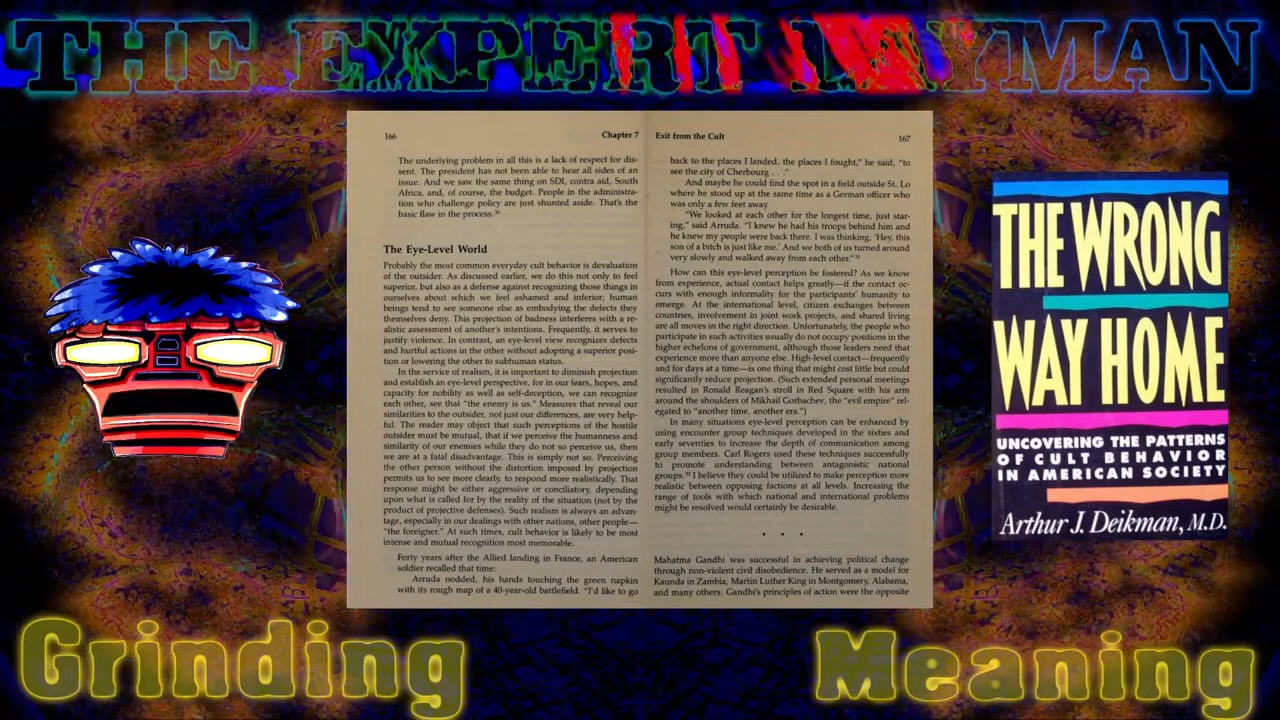 THE EXPERT LAYMAN
166
Chapter 7
The underlying problem in all this is a lack of respect for dis-
sent. The president has not been able to hear all sides of an
issue. And we saw the same thing on SDI, contra aid, South
Africa, and, of course, the budget. People in the administra-
tion who challenge policy are just shunted aside. That's the
basic flaw in the process.
The Eye-Level World
Probably the most common everyday cult behavior is devaluation
of the outsider. As discussed earlier, we do this not only to feel
superior, but also as a defense against recognizing those things in
ourselves about which we feel ashamed and inferior; human
beings tend to see someone else as embodying the defects they
themselves deny. This projection of badness interferes with a re-
alistic assessment of another's intentions. Frequently, it serves to
justify violence. In contrast, an eye-level view recognizes defects
and hurtful actions in the other without adopting a superior posi-
tion or lowering the other to subhuman status.
In the service of realism, it is important to diminish projection
and establish an eye-level perspective, for in our fears, hopes, and
capacity for nobility as well as self-deception, we can recognize
each other, see that "the enemy is us." Measures that reveal our
similarities to the outsider, not just our differences, are very help-
ful. The reader may object that such perceptions of the hostile
outsider must be mutual, that if we perceive the humanness and
similarity of our enemies while they do not so perceive us, then
we are at a fatal disadvantage. This is simply not so. Perceiving
the other person without the distortion imposed by projection
permits us to see more clearly, to respond more realistically. That
response might be either aggressive or conciliatory, depending
upon what is called for by the reality of the situation (not by the
product of projective defenses). Such realism is always an advan-
tage, especially in our dealings with other nations, other people—
"the foreigner." At such times, cult behavior is likely to be most
intense and mutual recognition most memorable.
Forty years after the Allied landing in France, an American
soldier recalled that time:
Arruda nodded, his hands touching the green napkin
with its rough map of a 40-year-old battlefield. "I'd like to go
Exit from the Cult
167
back to the places I landed, the places I fought," he said, "to
see the city of Cherbourg . . ."
And maybe he could find the spot in a field outside St. Lo
where he stood up at the same time as a German officer who
was only a few feet away.
"We looked at each other for the longest time, just star-
ing," said Arruda. "I knew he had his troops behind him and
he knew my people were back there. I was thinking, 'Hey, this
son of a bitch is just like me.' And we both of us turned around
very slowly and walked away from each other."
How can this eye-level perception be fostered? As we know
from experience, actual contact helps greatly—if the contact oc-
curs with enough informality for the participants' humanity to
emerge. At the international level, citizen exchanges between
countries, involvement in joint work projects, and shared living
are all moves in the right direction. Unfortunately, the people who
participate in such activities usually do not occupy positions in the
higher echelons of government, although those leaders need that
experience more than anyone else. High-level contact—frequently
and for days at a time—is one thing that might cost little but could
significantly reduce projection. (Such extended personal meetings
resulted in Ronald Reagan's stroll in Red Square with his arm
around the shoulders of Mikhail Gorbachev, the "evil empire" rel-
egated to "another time, another era.")
In many situations eye-level perception can be enhanced by
using encounter group techniques developed in the sixties and
early seventies to increase the depth of communication among
group members. Carl Rogers used these techniques successfully
to promote understanding between antagonistic national
groups. I believe they could be utilized to make perception more
realistic between opposing factions at all levels. Increasing the
range of tools with which national and international problems
might be resolved would certainly be desirable.
• • •
Mahatma Gandhi was successful in achieving political change
through non-violent civil disobedience. He served as a model for
Kaunda in Zambia, Martin Luther King in Montgomery, Alabama,
and many others. Gandhi's principles of action were the opposite
THE WRONG
WAY HOME
UNCOVERING THE PATTERNS
OF CULT BEHAVIOR
IN AMERICAN SOCIETY
Arthur J. Deikman, M.D.
Grinding
Meaning